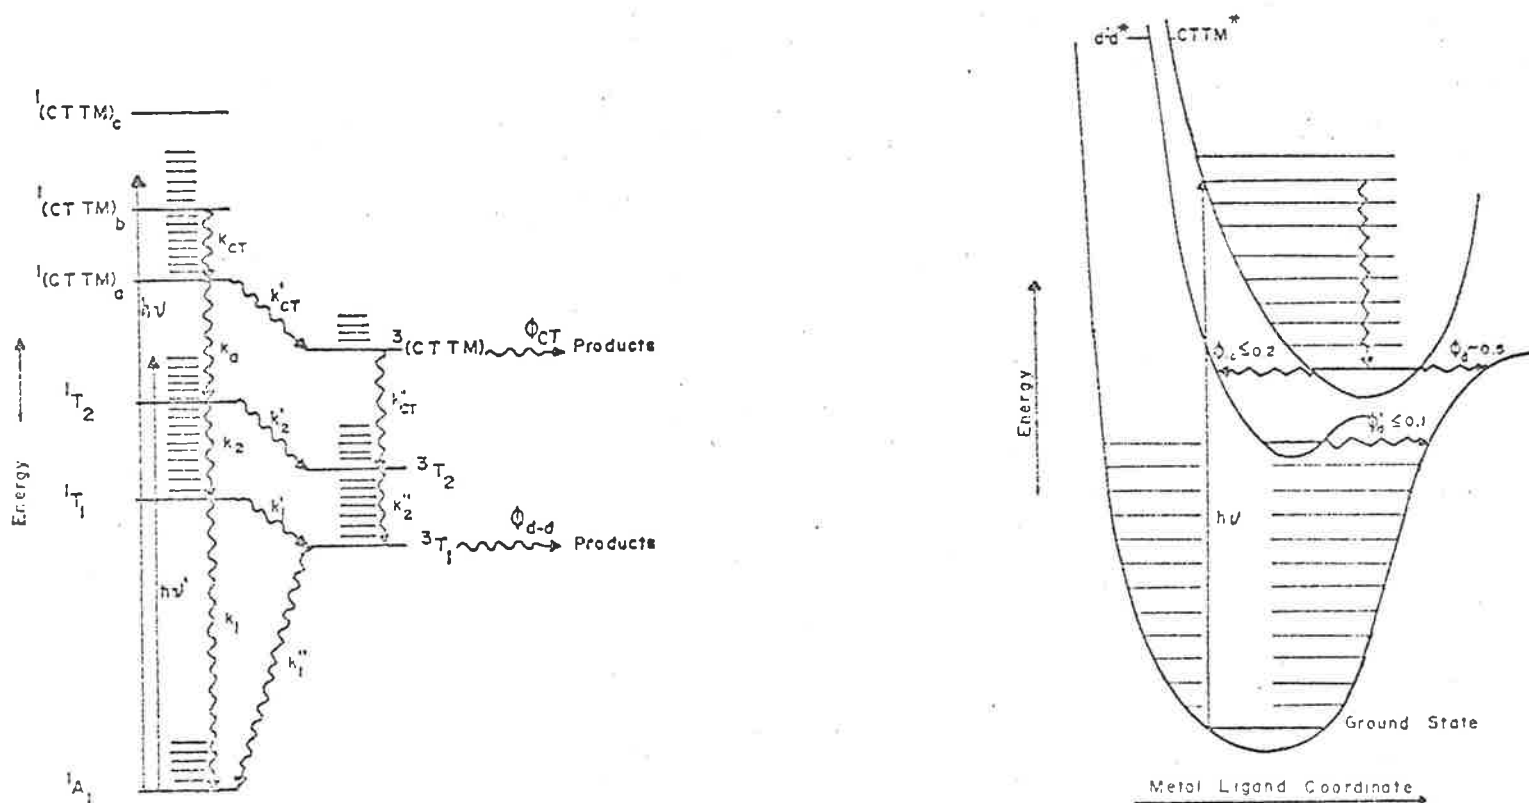 ¹(CTTM)c
¹(CTTM)b
kCT
¹(CTTM)a
hν
k'CT
³(CTTM)
ΦCT
Products
ka
k"CT
¹T₂
k'₂
k₂
³T₂
¹T₁
k'₁
k"₂
³T₁
Φd-d
Products
hν'
k₁
k"₁
¹A₁
Energy
d-d*
CTTM*
≤0.2
Φd~0.5
≤0.1
hν
Energy
Ground State
Metal Ligand Coordinate